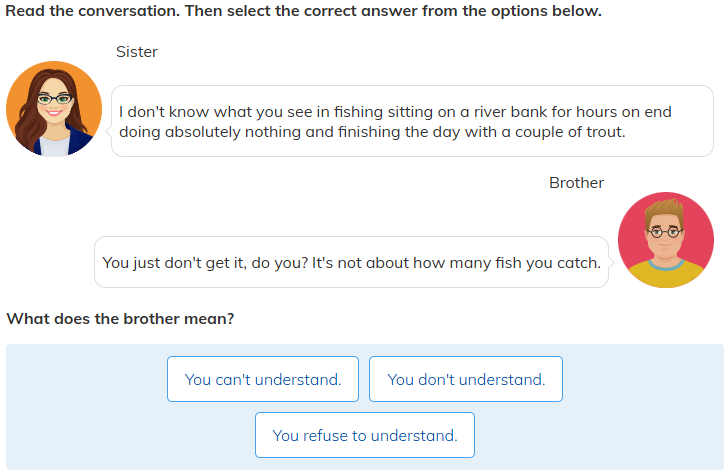 Read the conversation. Then select the correct answer from the options below.
Sister
I don't know what you see in fishing sitting on a river bank for hours on end
doing absolutely nothing and finishing the day with a couple of trout.
Brother
You just don't get it, do you? It's not about how many fish you catch.
What does the brother mean?
You can't understand.
You don't understand.
You refuse to understand.